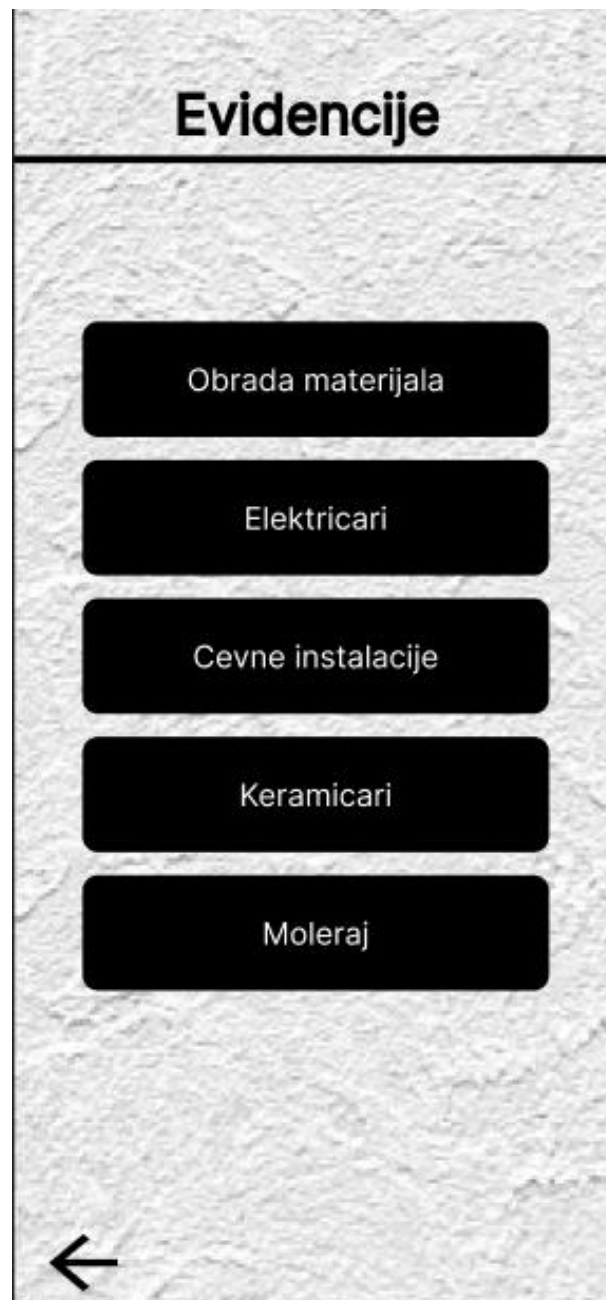 Evidencije
Obrada materijala
Elektricari
Cevne instalacije
Keramicari
Moleraj